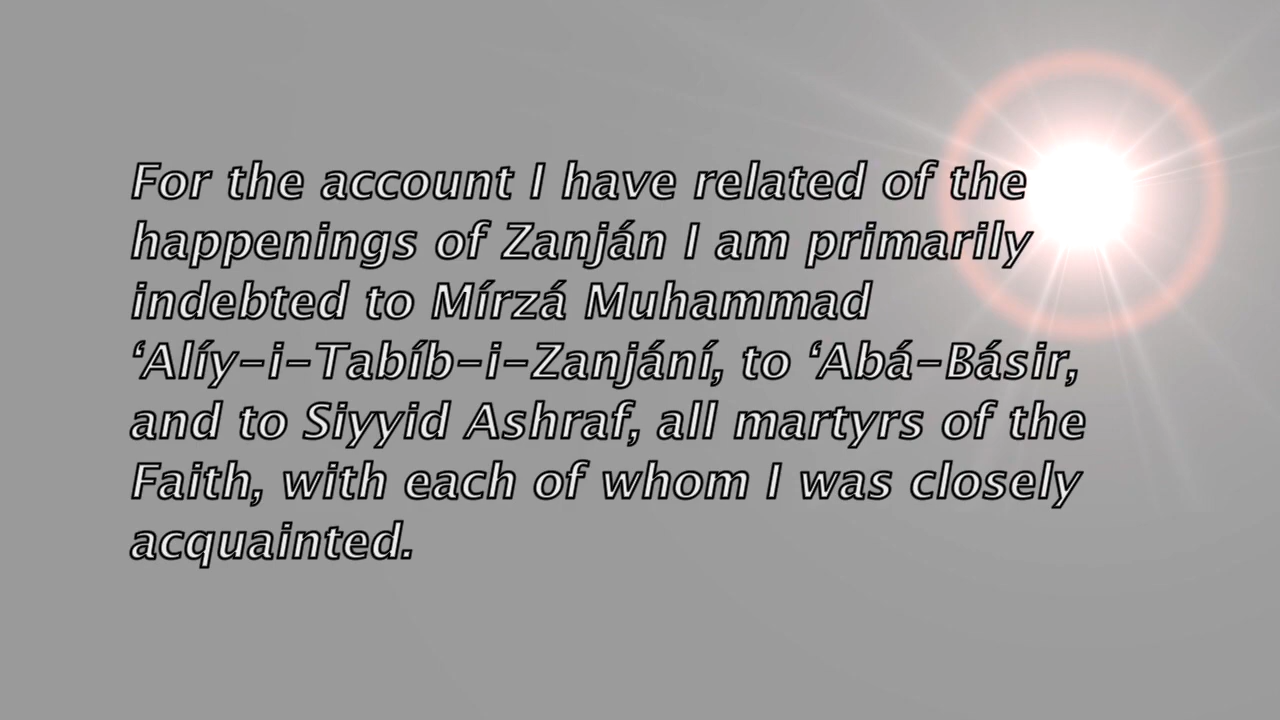 For the account I have related of the
happenings of Zanján I am primarily
indebted to Mírzá Muhammad
‘Alíy-i-Tabíb-i-Zanjání, to ‘Abá-Básir,
and to Siyyid Ashraf, all martyrs of the
Faith, with each of whom I was closely
acquainted.